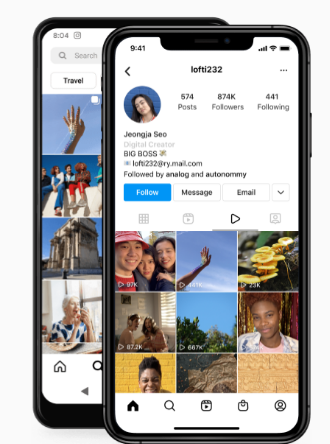 8:04
Search
Travel
9:41
lofti232
574
874K
441
Posts
Followers
Following
Jeongja Seo
Digital Creator
BIG BOSS
lofti232@ry.mail.com
Followed by analog and autonommy
Follow
Message
Email
97K
441K
23K
87.2K
667K